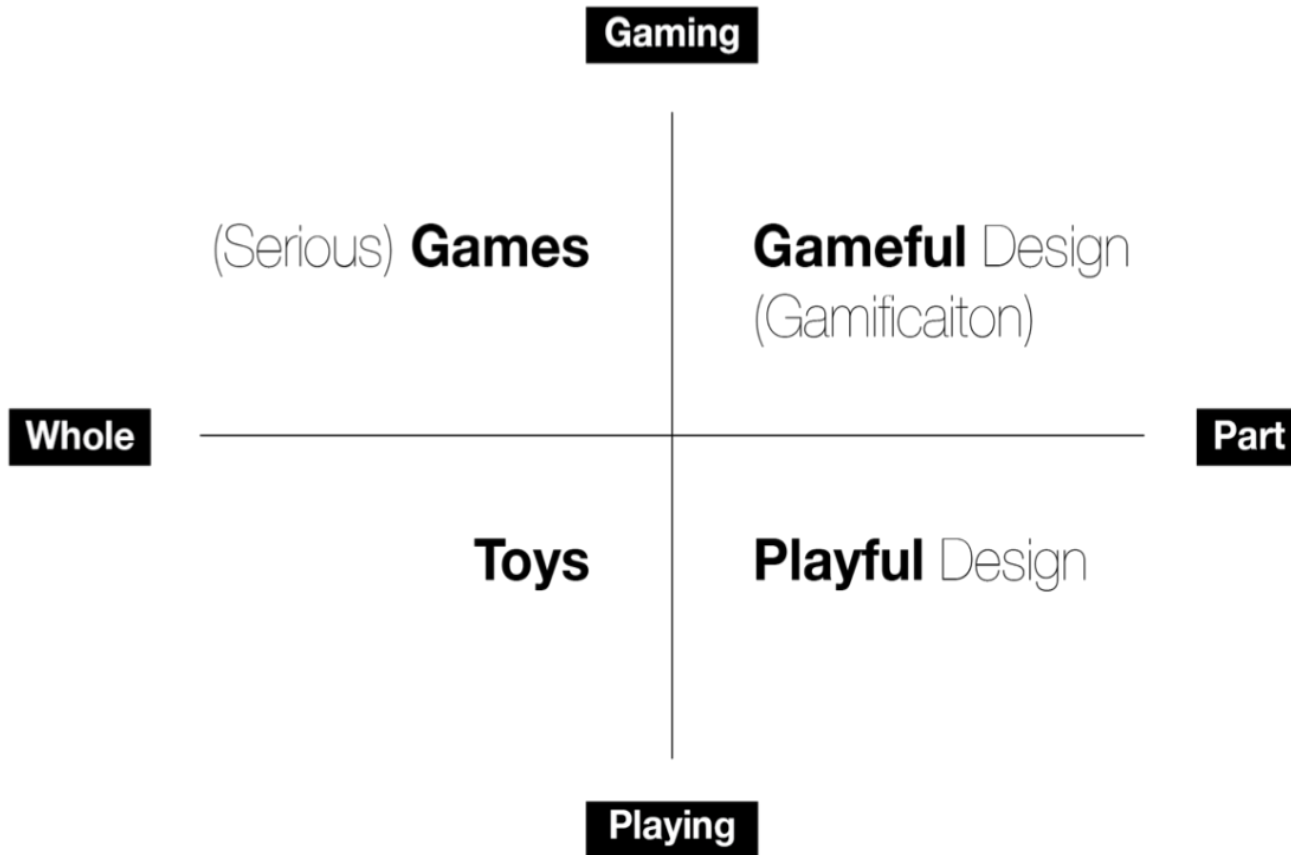 Gaming
(Serious) Games
Gameful Design
(Gamificaiton)
Whole
Part
Toys
Playful Design
Playing